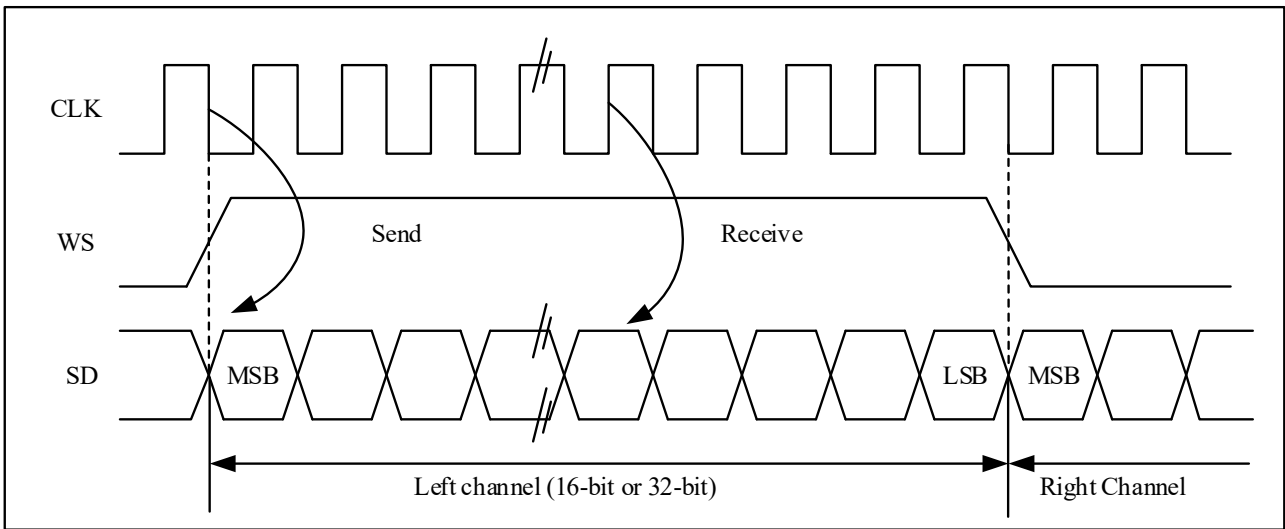 CLK
WS
Send
Receive
SD
MSB
LSB
MSB
Left channel (16-bit or 32-bit)
Right Channel